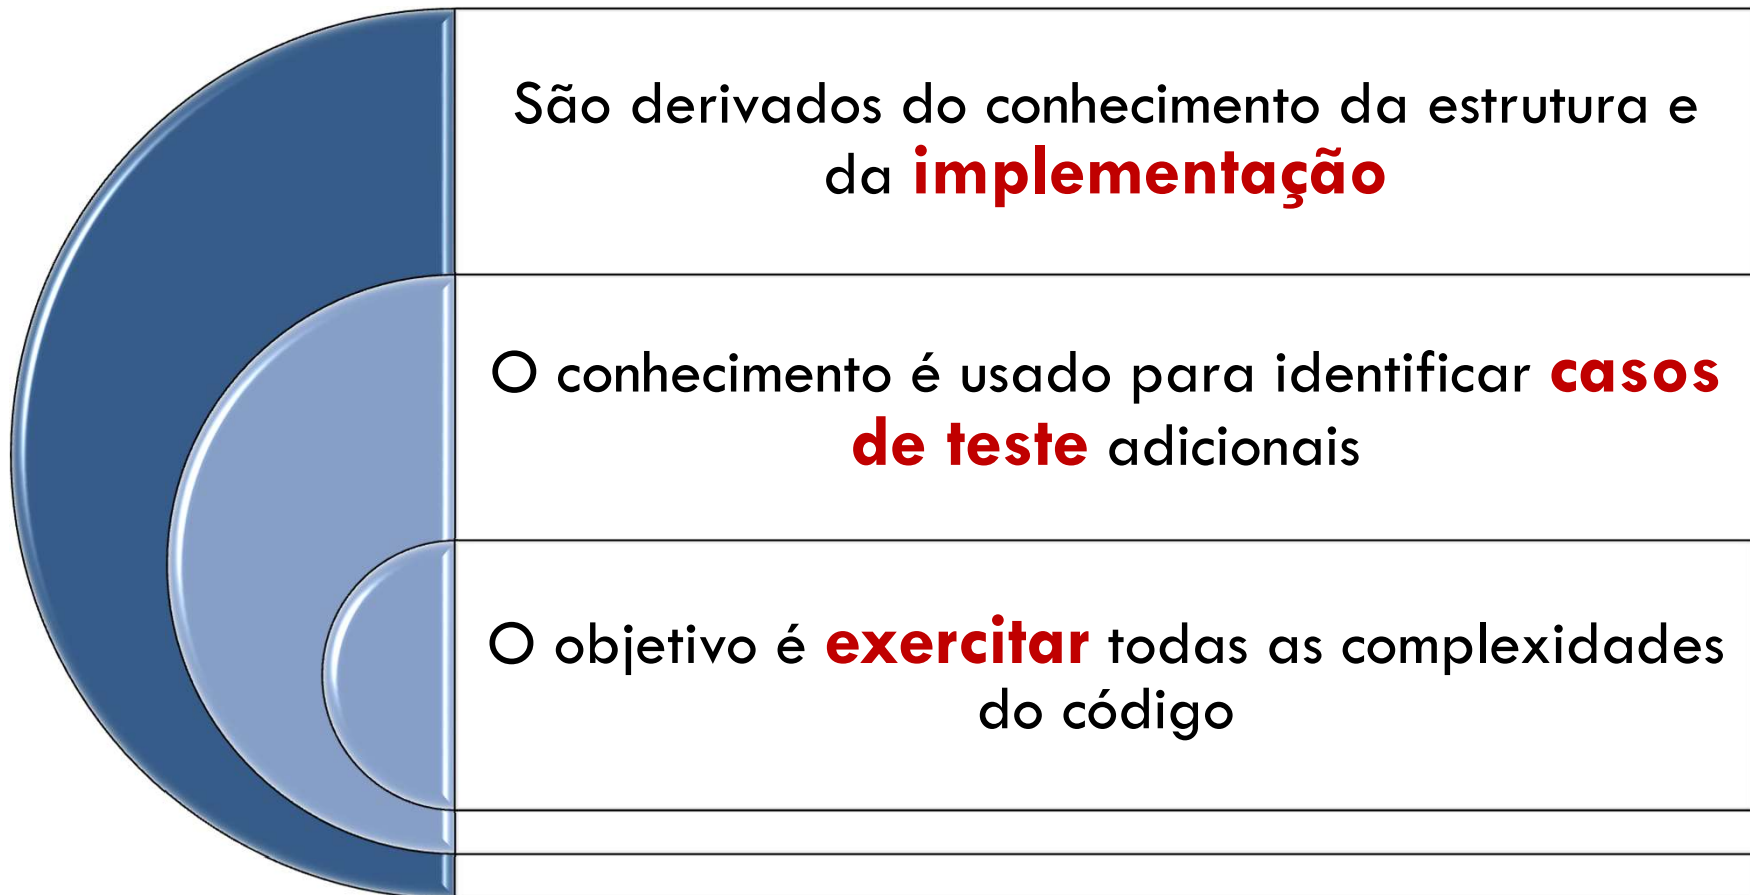 São derivados do conhecimento da estrutura e
da implementação
O conhecimento é usado para identificar casos
de teste adicionais
O objetivo é exercitar todas as complexidades
do código